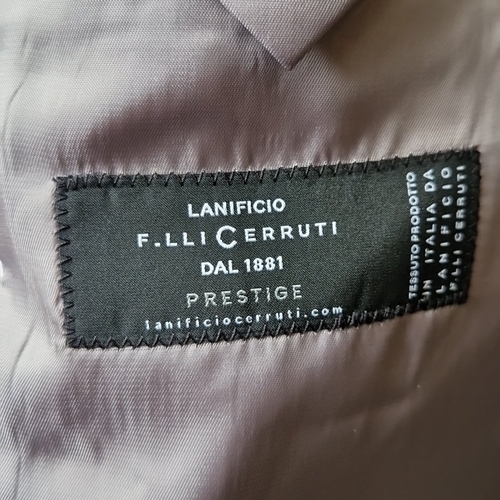 LANIFICIO
F.LLI CERRUTI
DAL 1881
PRESTIGE
lanificiocerruti.com
TESSUTO PRODOTTO
IN ITALIA DA
LANIFICIO
F.LLI CERRUTI